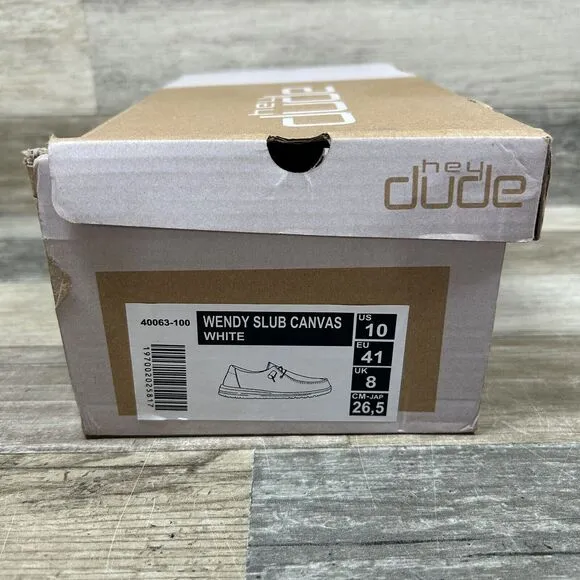 hey
dude
hey
dude
40063-100
WENDY SLUB CANVAS
WHITE
197002025817
US
10
EU
41
UK
8
CM-JAP
26,5